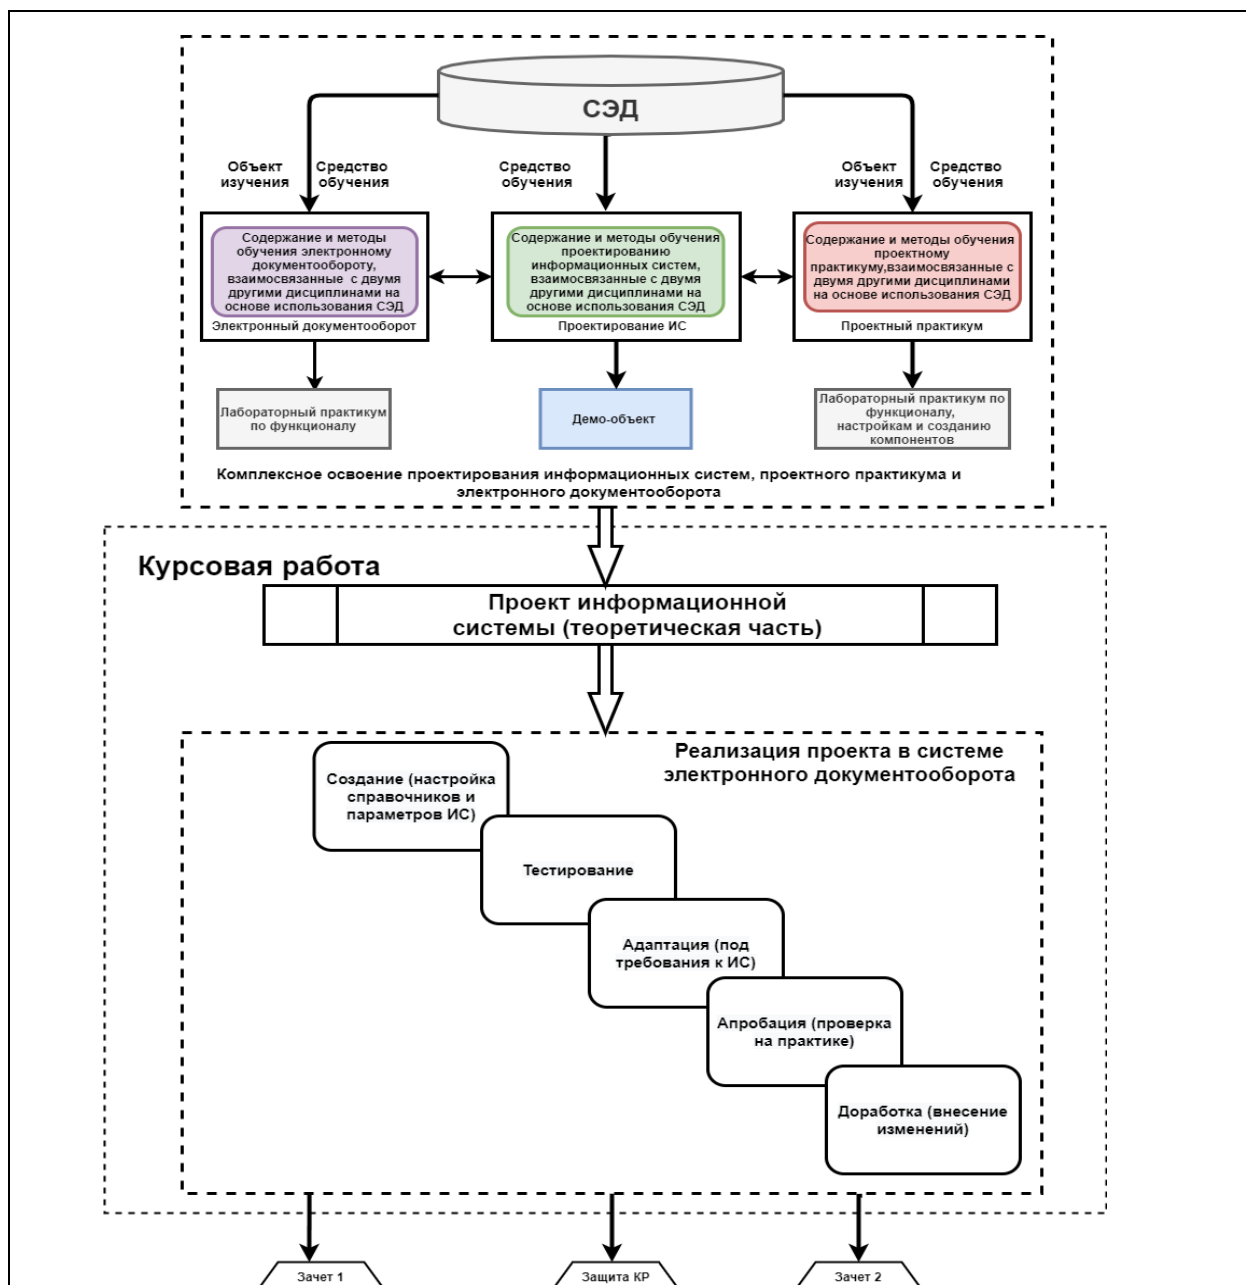 СЭД
Объект
изучения
Средство
обучения
Средство
обучения
Объект
изучения
Средство
обучения
Содержание и методы
обучения электронному
документообороту,
взаимосвязанные с двумя
другими дисциплинами на
основе использования СЭД
Электронный документооборот
Содержание и методы обучения
проектированию
информационных систем,
взаимосвязанные с двумя
другими дисциплинами на
основе использования СЭД
Проектирование ИС
Содержание и методы обучения
проектному
практикуму,взаимосвязанные с
двумя другими дисциплинами
на основе использования СЭД
Проектный практикум
Лабораторный практикум
по функционалу
Демо-объект
Лабораторный практикум по
функционалу,
настройкам и созданию
компонентов
Комплексное освоение проектирования информационных систем, проектного практикума и
электронного документооборота
Курсовая работа
Проект информационной
системы (теоретическая часть)
Реализация проекта в системе
электронного документооборота
Создание (настройка
справочников и
параметров ИС)
Тестирование
Адаптация (под
требования к ИС)
Апробация (проверка
на практике)
Доработка (внесение
изменений)
Зачет 1
Защита КР
Зачет 2